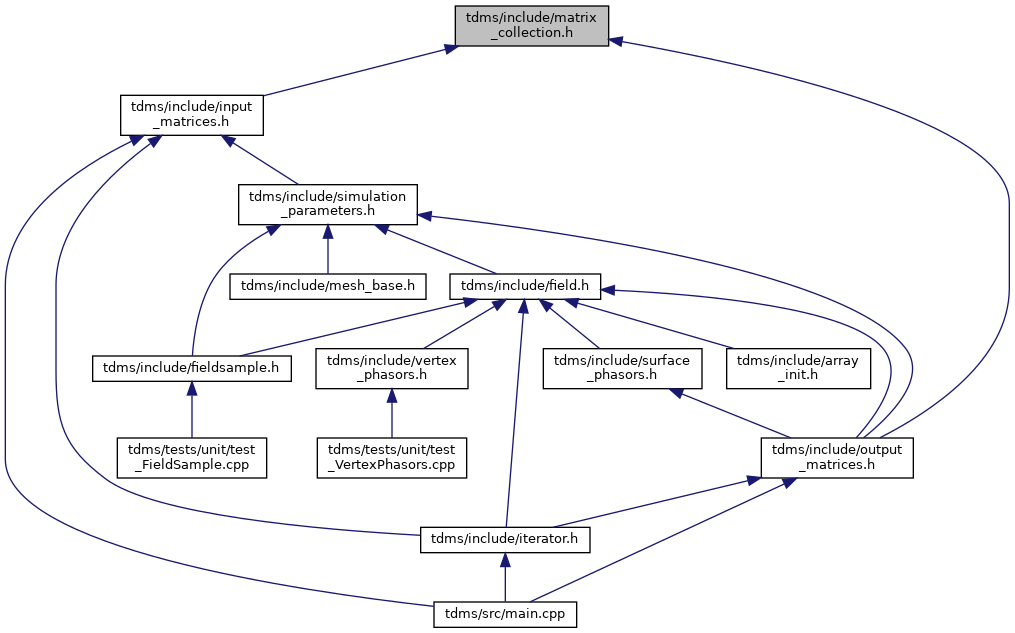 tdms/include/matrix
_collection.h
tdms/include/input
_matrices.h
tdms/include/simulation
_parameters.h
tdms/include/mesh_base.h
tdms/include/field.h
tdms/include/fieldsample.h
tdms/include/vertex
_phasors.h
tdms/include/surface
_phasors.h
tdms/include/array
_init.h
tdms/tests/unit/test
_FieldSample.cpp
tdms/tests/unit/test
_VertexPhasors.cpp
tdms/include/output
_matrices.h
tdms/include/iterator.h
tdms/src/main.cpp